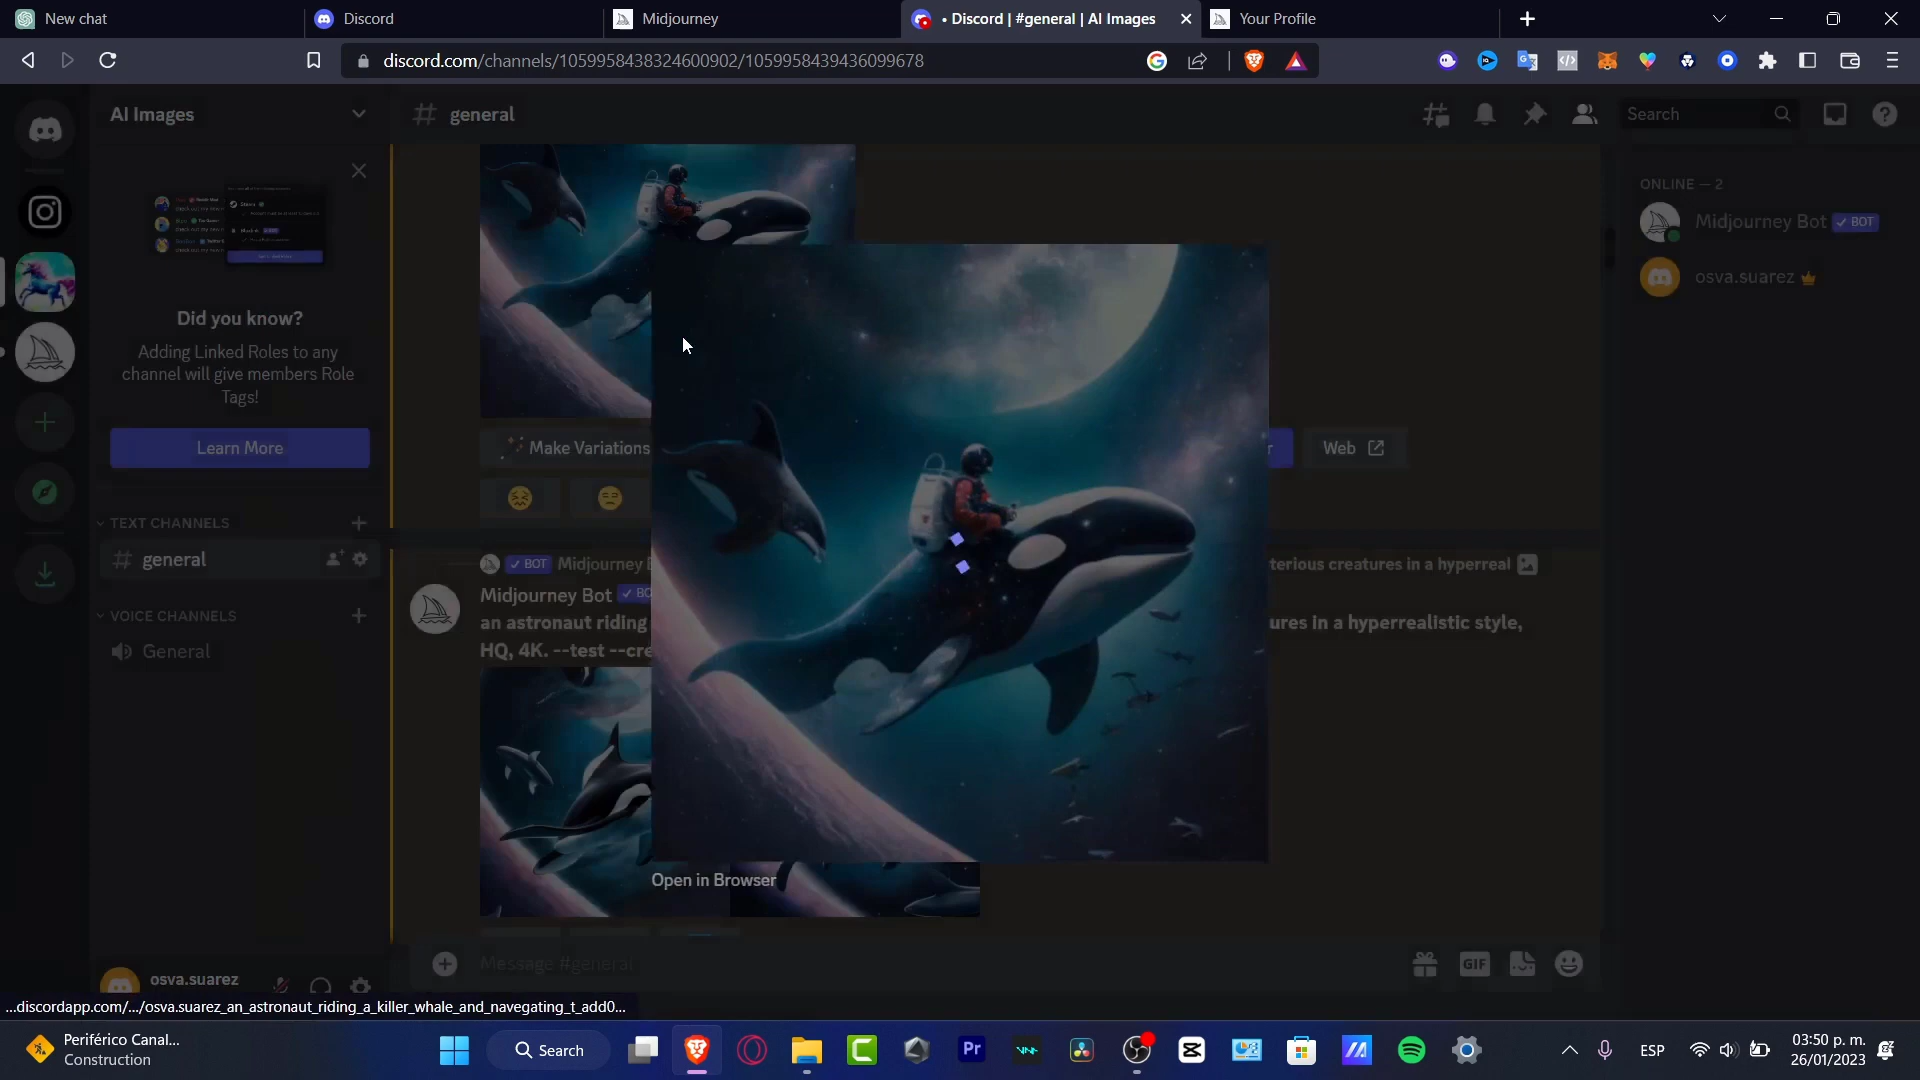 New chat
Discord
Midjourney
• Discord | #general | AI Images
Your Profile
discord.com/channels/1059958438324600902/1059958439436099678
AI Images
general
Search
Did you know?
Adding Linked Roles to any
channel will give members Role
Tags!
Learn More
TEXT CHANNELS
general
VOICE CHANNELS
General
Make Variations
Web
BOT Midjourney
terious creatures in a hyperreal
Midjourney Bot
an astronaut riding
ures in a hyperrealistic style,
HQ, 4K. --test --cre
Open in Browser
Message #general
GIF
ONLINE — 2
Midjourney Bot BOT
osva.suarez
osva.suarez
...discordapp.com/.../osva.suarez_an_astronaut_riding_a_killer_whale_and_navegating_t_add0...
Periférico Canal...
Construction
Search
Pr
ESP
03:50 p. m.
26/01/2023